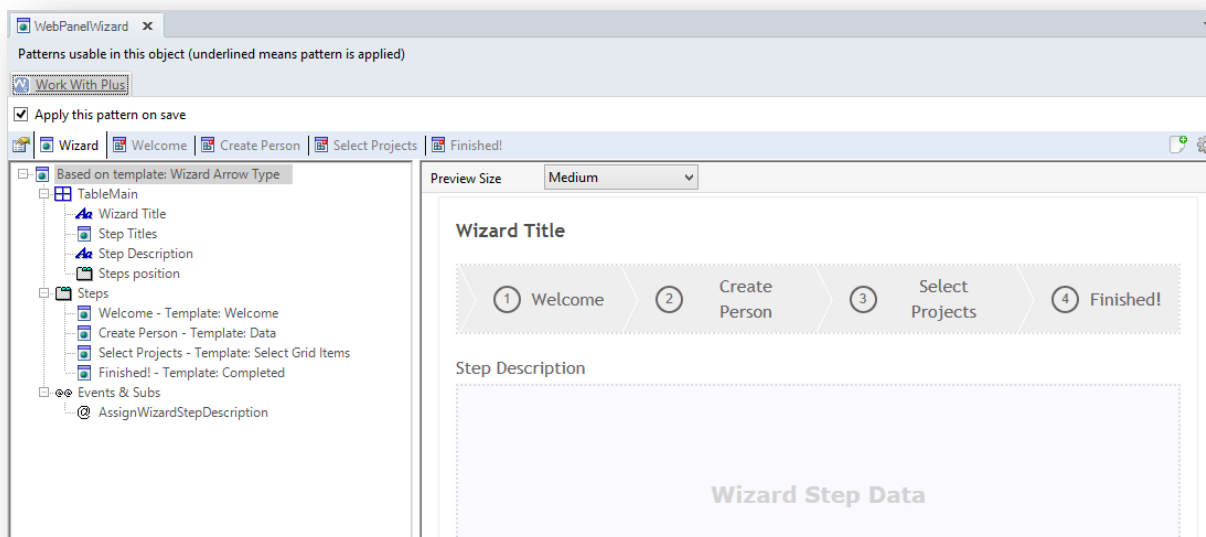 WebPanelWizard
Patterns usable in this object (underlined means pattern is applied)
Work With Plus
Apply this pattern on save
Wizard Welcome Create Person Select Projects Finished!
Based on template: Wizard Arrow Type
TableMain
Aa Wizard Title
Step Titles
Aa Step Description
Steps position
Steps
Welcome - Template: Welcome
Create Person - Template: Data
Select Projects - Template: Select Grid Items
Finished! - Template: Completed
Events & Subs
@ AssignWizardStepDescription
Preview Size Medium
Wizard Title
1 Welcome
2 Create
Person
3 Select
Projects
4 Finished!
Step Description
Wizard Step Data